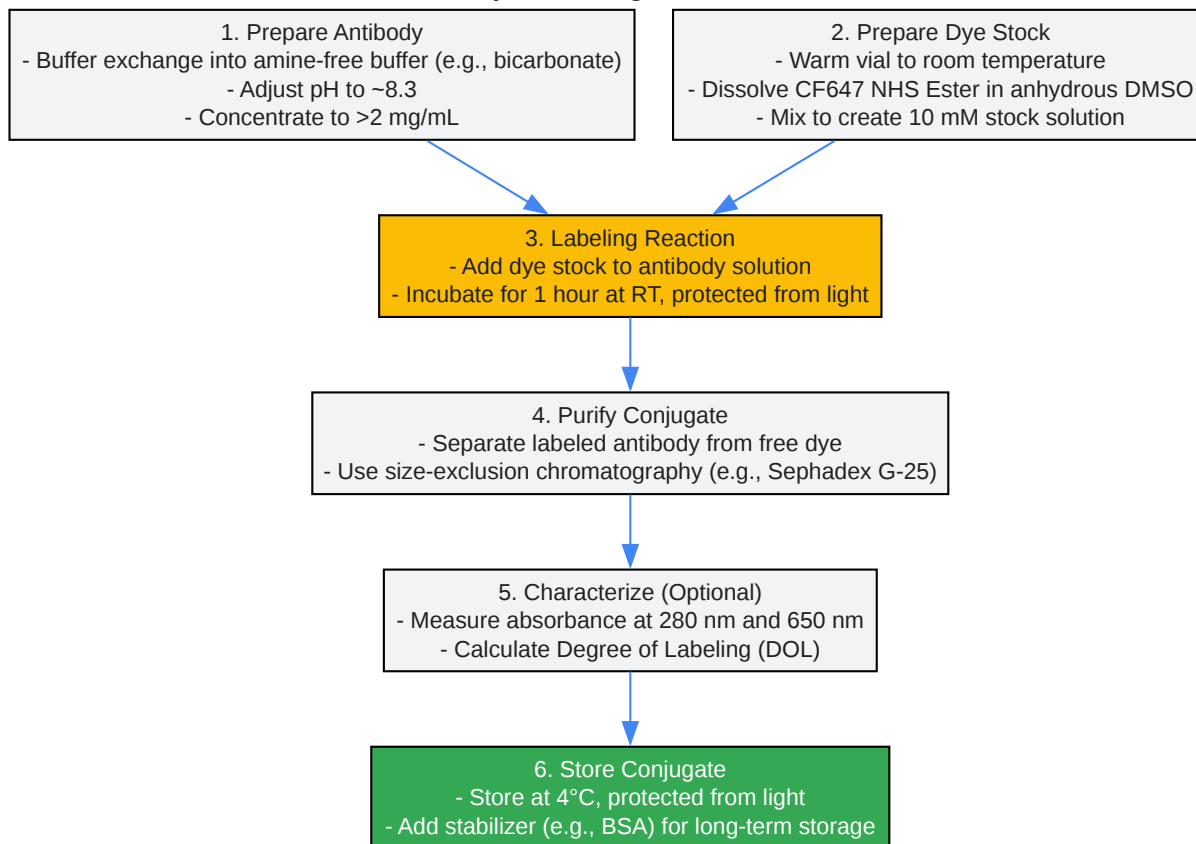 1. Prepare Antibody
- Buffer exchange into amine-free buffer (e.g., bicarbonate)
- Adjust pH to ~8.3
- Concentrate to >2 mg/mL
2. Prepare Dye Stock
- Warm vial to room temperature
- Dissolve CF647 NHS Ester in anhydrous DMSO
- Mix to create 10 mM stock solution
3. Labeling Reaction
- Add dye stock to antibody solution
- Incubate for 1 hour at RT, protected from light
4. Purify Conjugate
- Separate labeled antibody from free dye
- Use size-exclusion chromatography (e.g., Sephadex G-25)
5. Characterize (Optional)
- Measure absorbance at 280 nm and 650 nm
- Calculate Degree of Labeling (DOL)
6. Store Conjugate
- Store at 4°C, protected from light
- Add stabilizer (e.g., BSA) for long-term storage